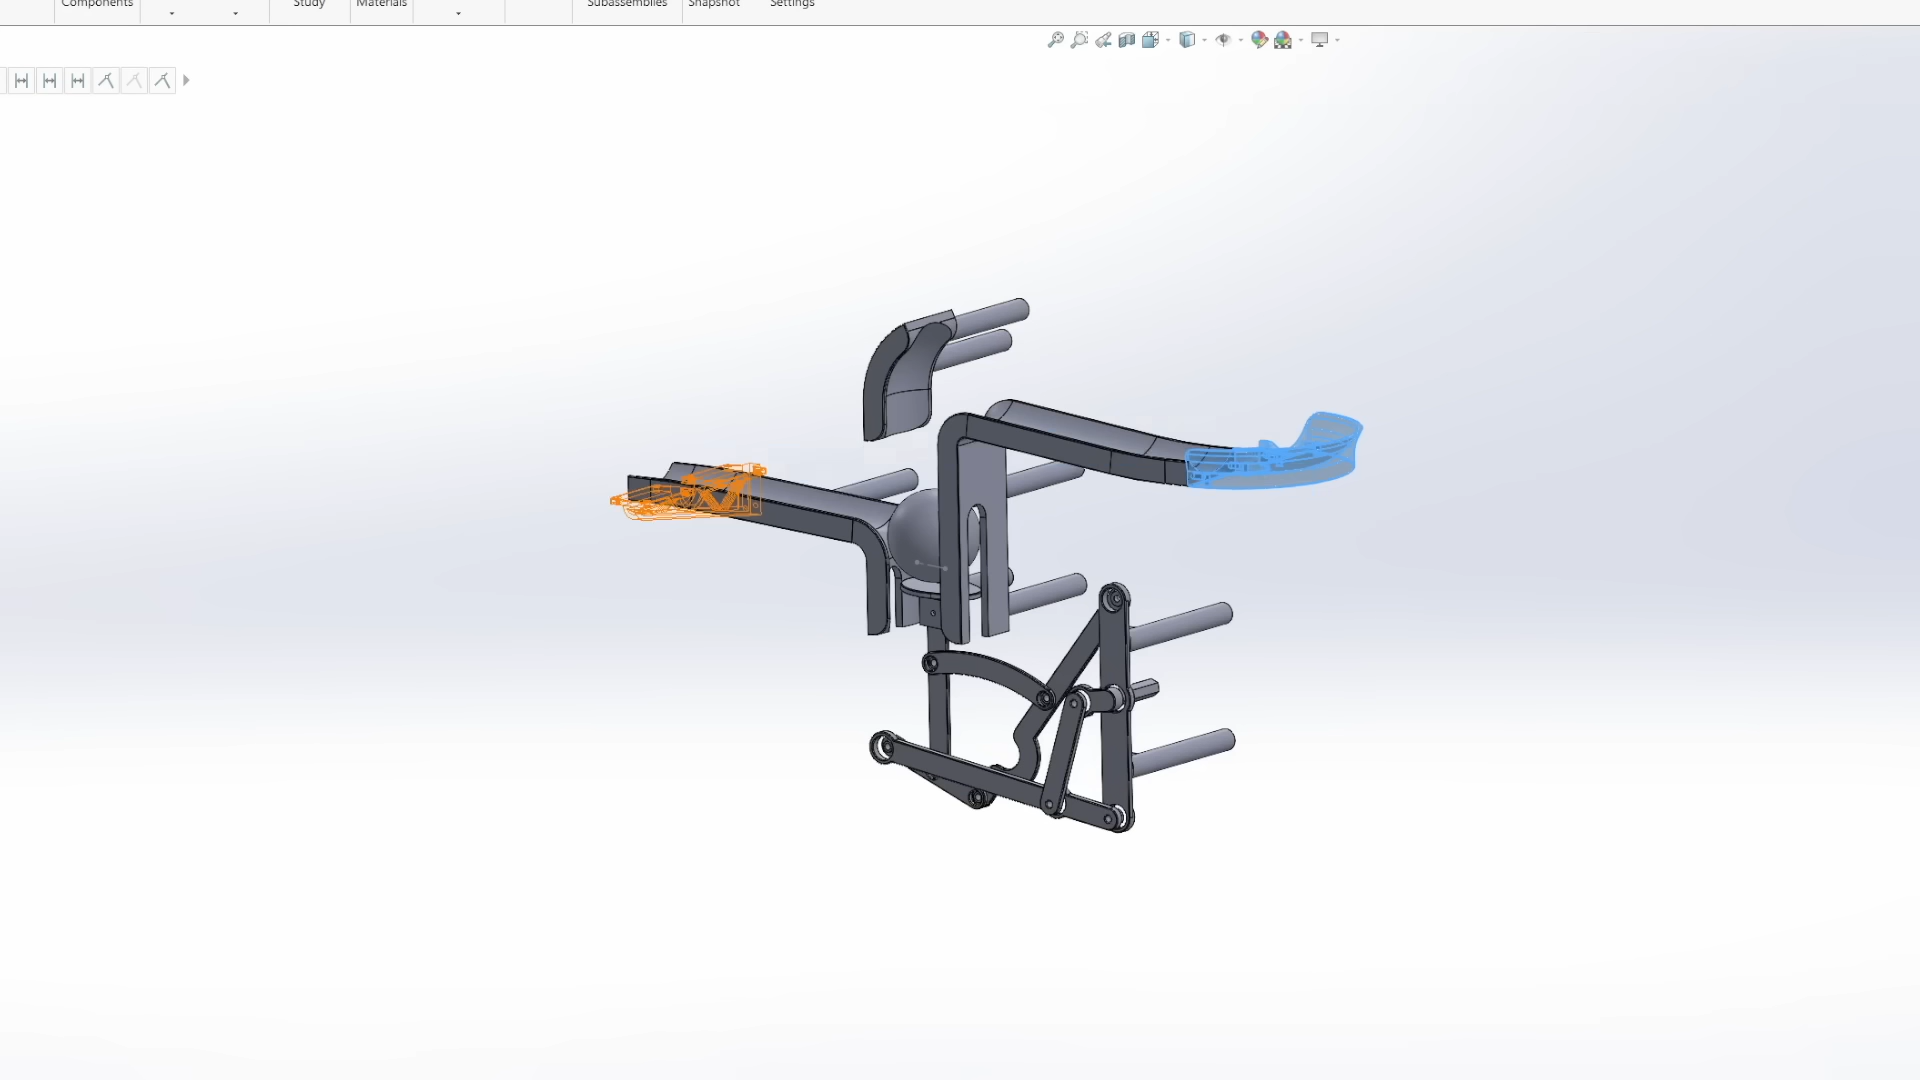 Components
Study
Materials
Subassemblies
Snapshot
Settings